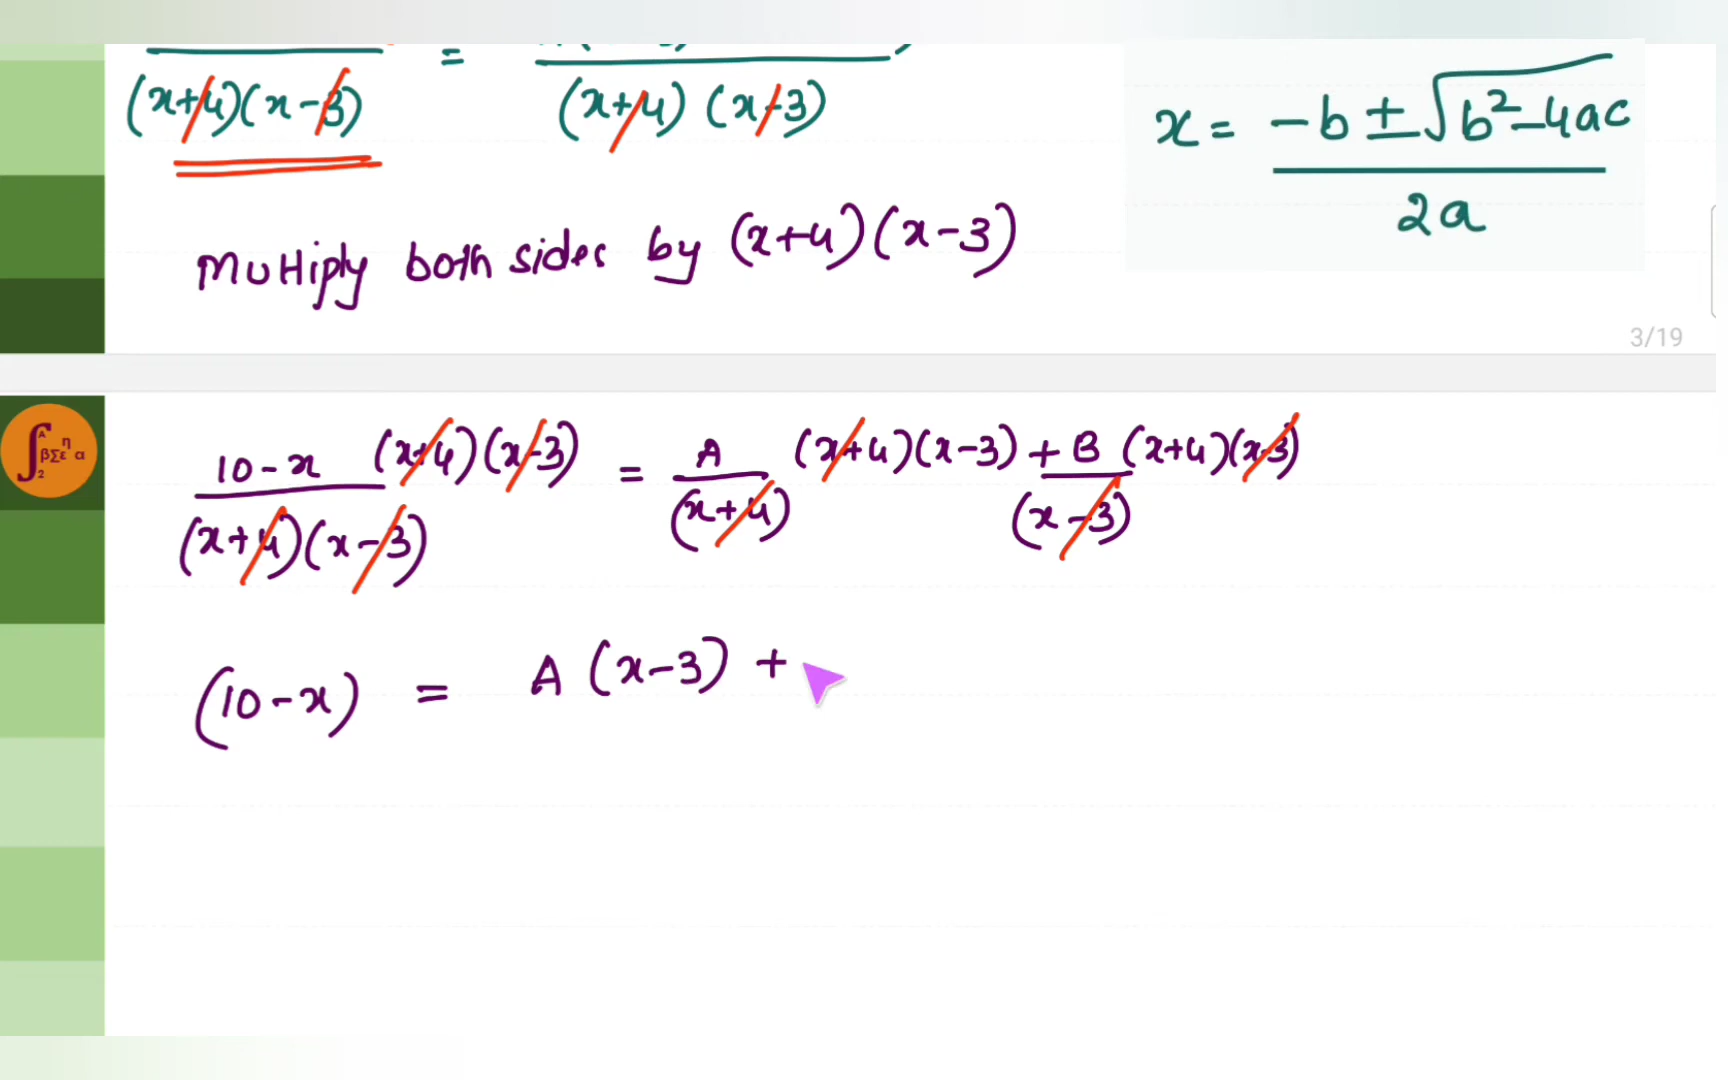 =
(x+4)(x-3) (x+4) (x-3)
x = -b ± √b²-4ac
2a
Multiply both sides by (x+4)(x-3)
3/19
10-x (x+4)(x-3) = A (x+4)(x-3) + B (x+4)(x-3)
(x+4)(x-3) (x+4) (x-3)
(10-x) = A (x-3) +